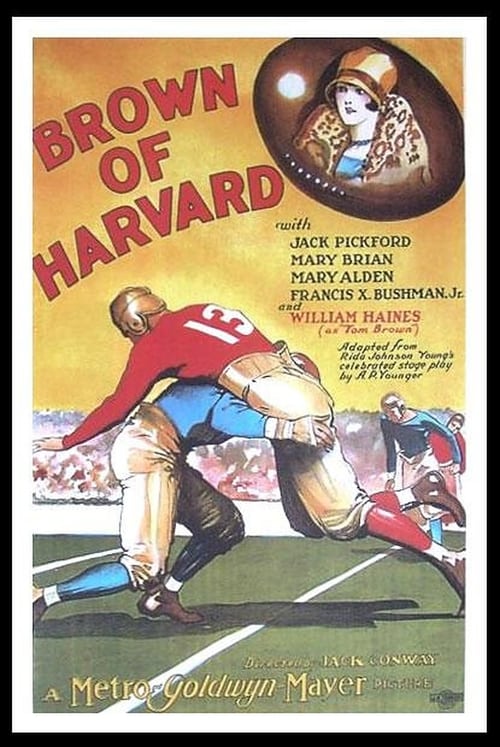 BROWN
OF
HARVARD
with
JACK PICKFORD
MARY BRIAN
MARY ALDEN
FRANCIS X. BUSHMAN. Jr.
and
WILLIAM HAINES
(as "Tom Brown")
Adapted from
Rida Johnson Young's
celebrated stage play
by A.P. Younger
13
Directed by JACK CONWAY
A Metro-Goldwyn-Mayer PICTURE